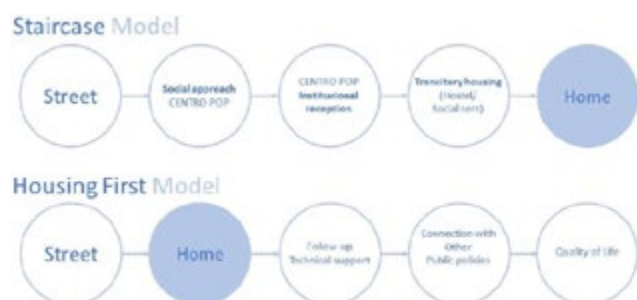 Staircase Model
Street
Social approach
CENTRO POP
CENTRO POP
Institutional
reception
Transitory housing
(Hostel/
Social rent)
Home
Housing First Model
Street
Home
Follow-up
Technical support
Connection with
Other
Public policies
Quality of Life